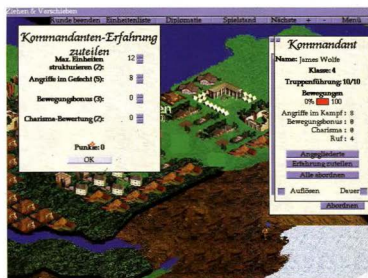 Ziehen & Verschieben
Runde beenden Einheitenliste Diplomatie Spielstand Nächste + - Menü
Kommandanten-Erfahrung
zuteilen
Max. Einheiten
strukturieren (2): 12
Angriffe im Gefecht (5): 8
Bewegungsbonus (3): 0
Charisma-Bewertung (2): 0
Punkte: 0
OK
Kommandant
Name: James Wolfe
Klasse: 4
Truppenführung: 10/10
Bewegungen
0% 100
Angriffe im Kampf : 8
Bewegungsbonus : 0
Charisma : 0
Ruf : 4
Angegliederte
Erfahrung zuteilen
Alle abordnen
Auflösen Dauer
Abordnen